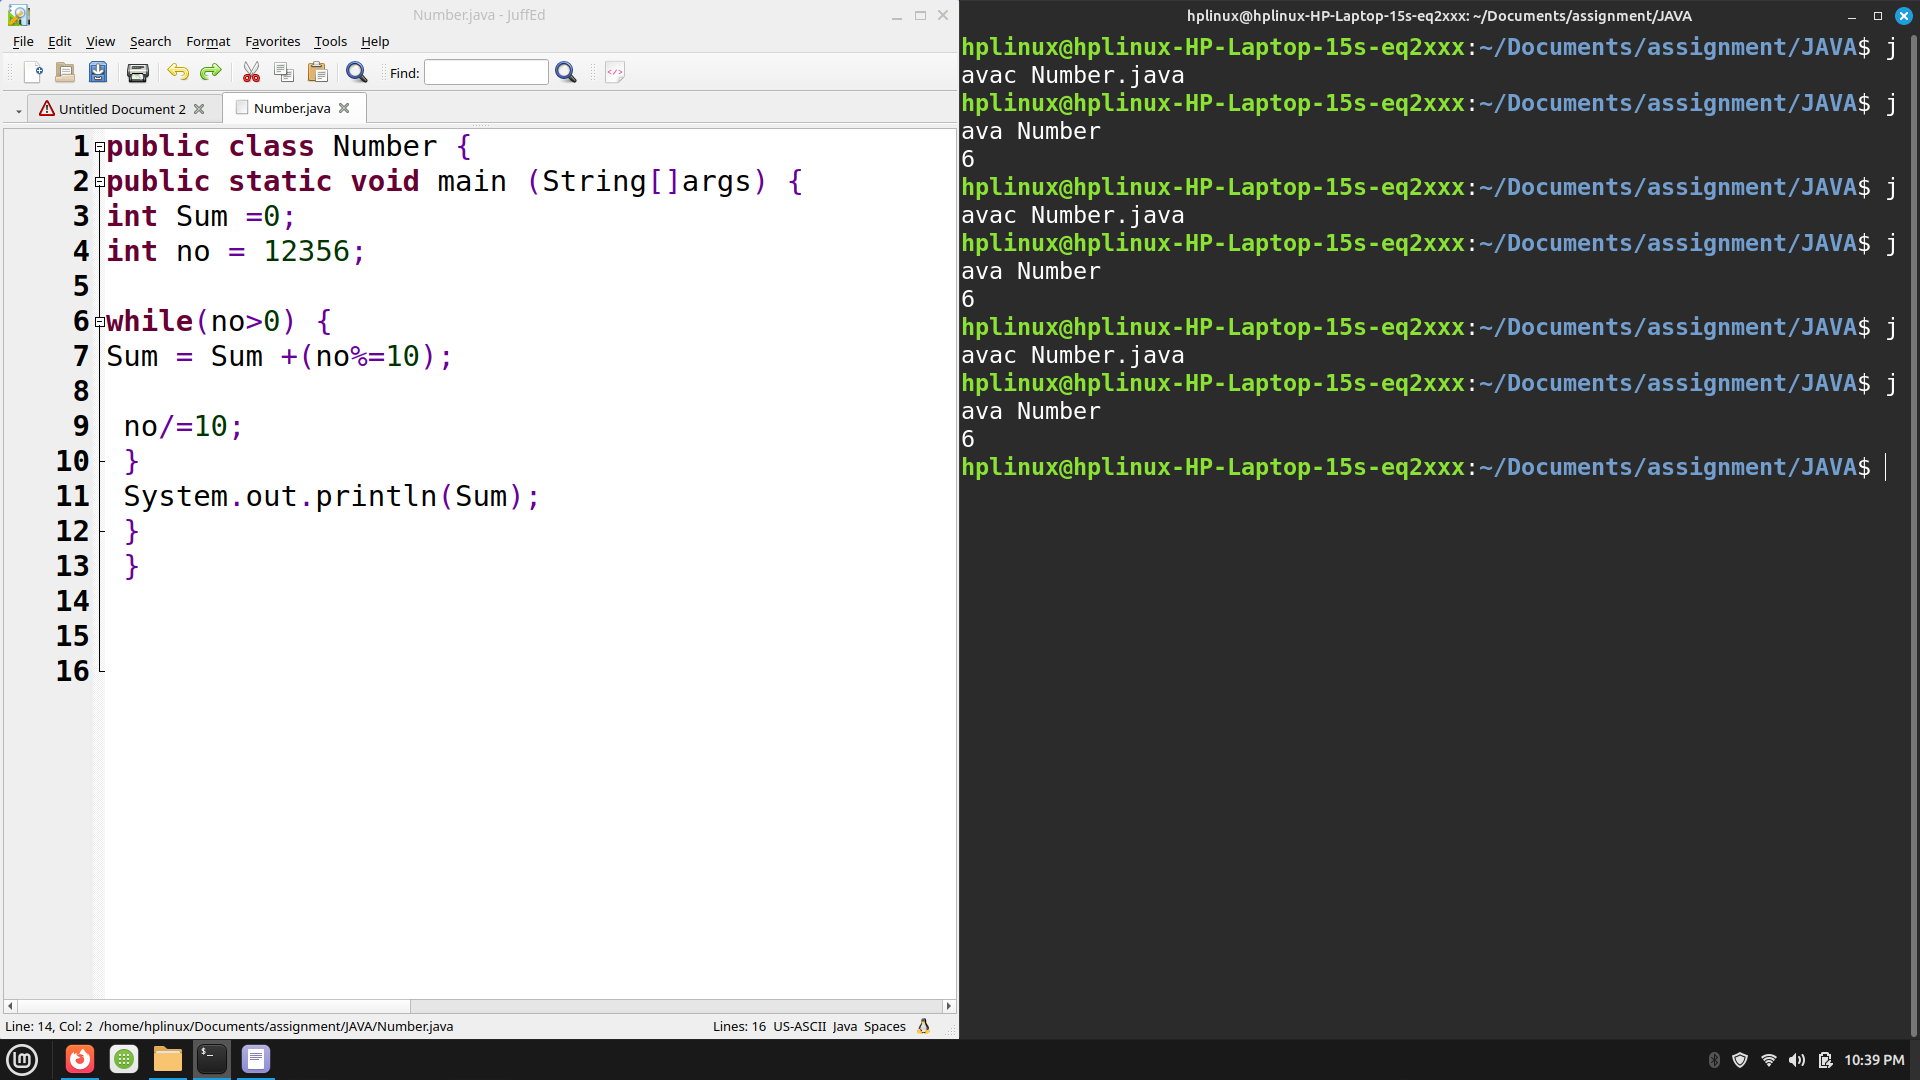 Number.java - JuffEd
File Edit View Search Format Favorites Tools Help
Find:
Untitled Document 2
Number.java
1 public class Number {
2 public static void main (String[]args) {
3 int Sum =0;
4 int no = 12356;
5
6 while(no>0) {
7 Sum = Sum +(no%=10);
8
9 no/=10;
10 }
11 System.out.println(Sum);
12 }
13 }
14
15
16
Line: 14, Col: 2 /home/hplinux/Documents/assignment/JAVA/Number.java Lines: 16 US-ASCII Java Spaces
hplinux@hplinux-HP-Laptop-15s-eq2xxx: ~/Documents/assignment/JAVA
hplinux@hplinux-HP-Laptop-15s-eq2xxx:~/Documents/assignment/JAVA$ j
avac Number.java
hplinux@hplinux-HP-Laptop-15s-eq2xxx:~/Documents/assignment/JAVA$ j
ava Number
6
hplinux@hplinux-HP-Laptop-15s-eq2xxx:~/Documents/assignment/JAVA$ j
avac Number.java
hplinux@hplinux-HP-Laptop-15s-eq2xxx:~/Documents/assignment/JAVA$ j
ava Number
6
hplinux@hplinux-HP-Laptop-15s-eq2xxx:~/Documents/assignment/JAVA$ j
avac Number.java
hplinux@hplinux-HP-Laptop-15s-eq2xxx:~/Documents/assignment/JAVA$ j
ava Number
6
hplinux@hplinux-HP-Laptop-15s-eq2xxx:~/Documents/assignment/JAVA$
10:39 PM